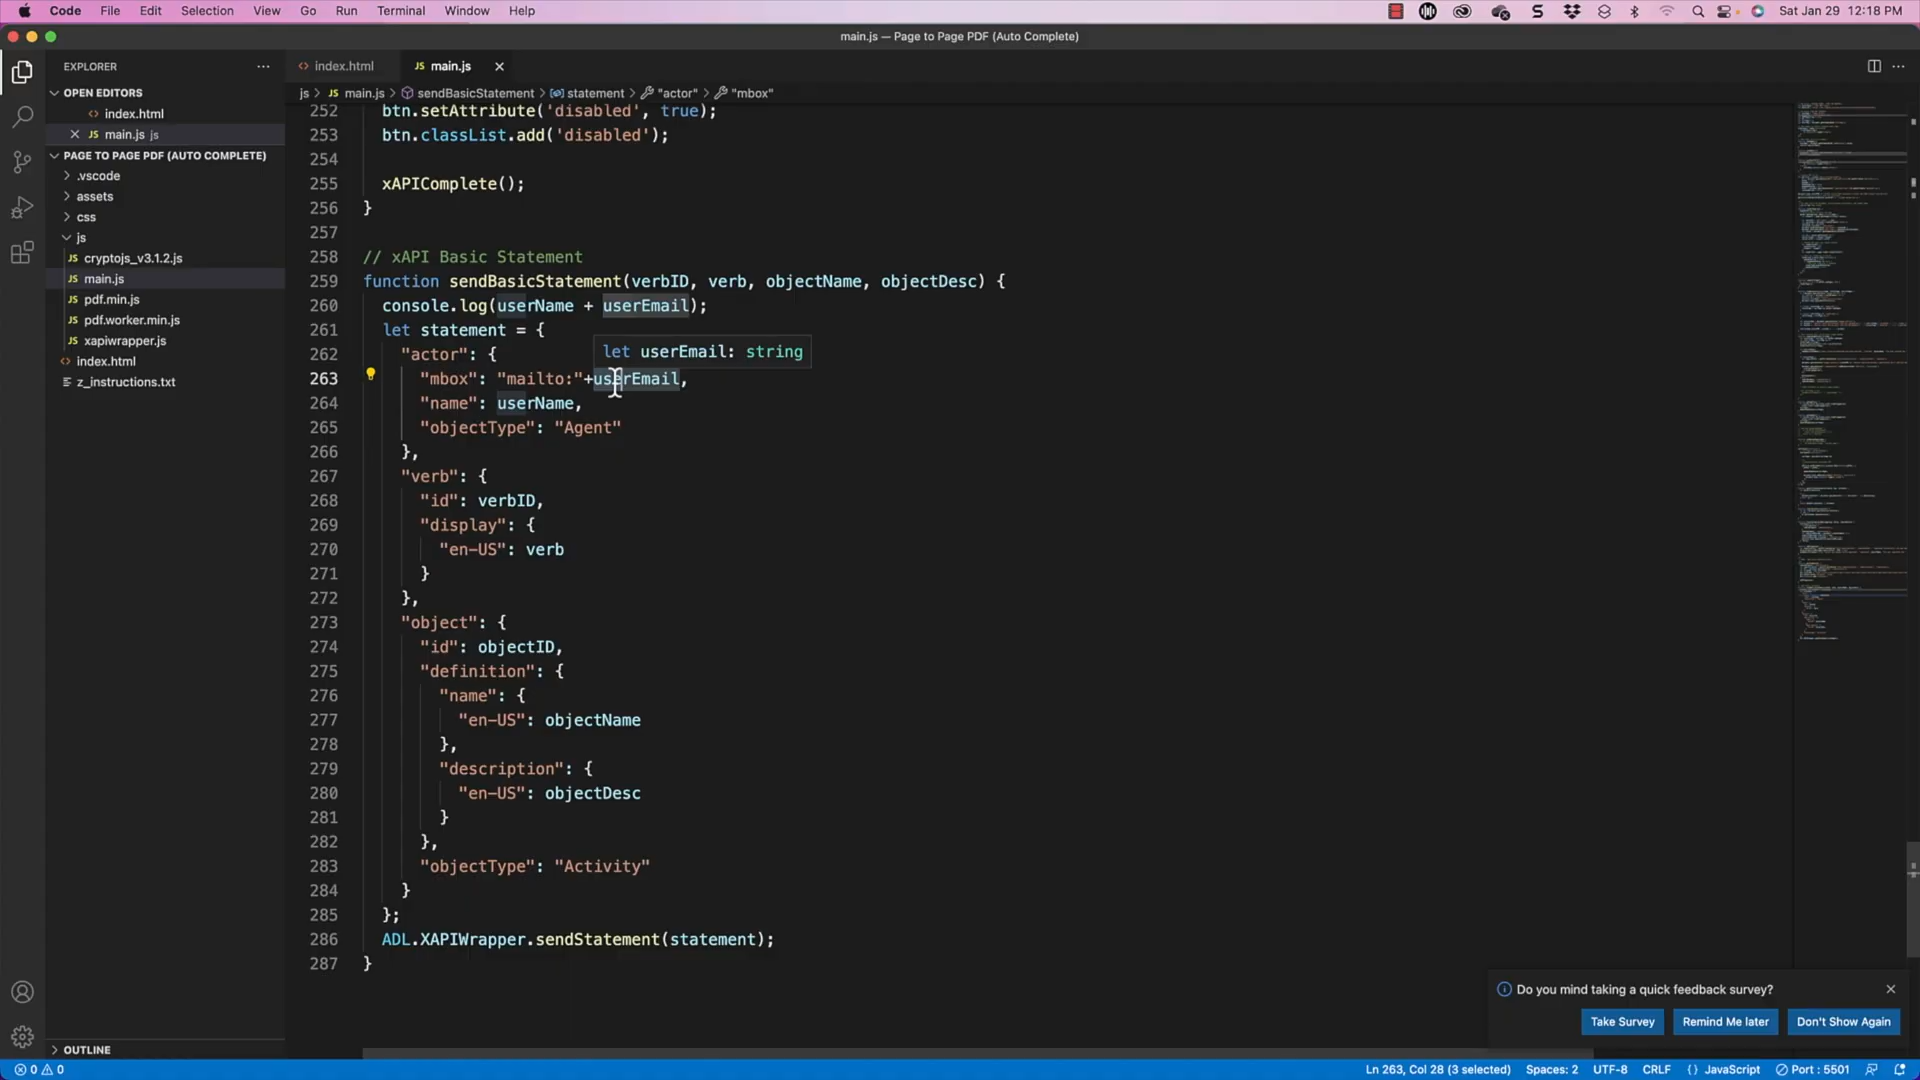 Code File Edit Selection View Go Run Terminal Window Help Sat Jan 29 12:18 PM
main.js — Page to Page PDF (Auto Complete)
EXPLORER
index.html
JS main.js
OPEN EDITORS
js > JS main.js > sendBasicStatement > statement > "actor" > "mbox"
index.html
JS main.js js
PAGE TO PAGE PDF (AUTO COMPLETE)
.vscode
assets
css
js
JS cryptojs_v3.1.2.js
JS main.js
JS pdf.min.js
JS pdf.worker.min.js
JS xapiwrapper.js
index.html
z_instructions.txt
OUTLINE
252 btn.setAttribute('disabled', true);
253 btn.classList.add('disabled');
254
255 xAPIComplete();
256 }
257
258 // xAPI Basic Statement
259 function sendBasicStatement(verbID, verb, objectName, objectDesc) {
260 console.log(userName + userEmail);
261 let statement = {
let userEmail: string
262 "actor": {
263 "mbox": "mailto:"+userEmail,
264 "name": userName,
265 "objectType": "Agent"
266 },
267 "verb": {
268 "id": verbID,
269 "display": {
270 "en-US": verb
271 }
272 },
273 "object": {
274 "id": objectID,
275 "definition": {
276 "name": {
277 "en-US": objectName
278 },
279 "description": {
280 "en-US": objectDesc
281 }
282 },
283 "objectType": "Activity"
284 }
285 };
286 ADL.XAPIWrapper.sendStatement(statement);
287 }
Do you mind taking a quick feedback survey?
Take Survey Remind Me later Don't Show Again
0 0 Ln 263, Col 28 (3 selected) Spaces: 2 UTF-8 CRLF {} JavaScript Port : 5501